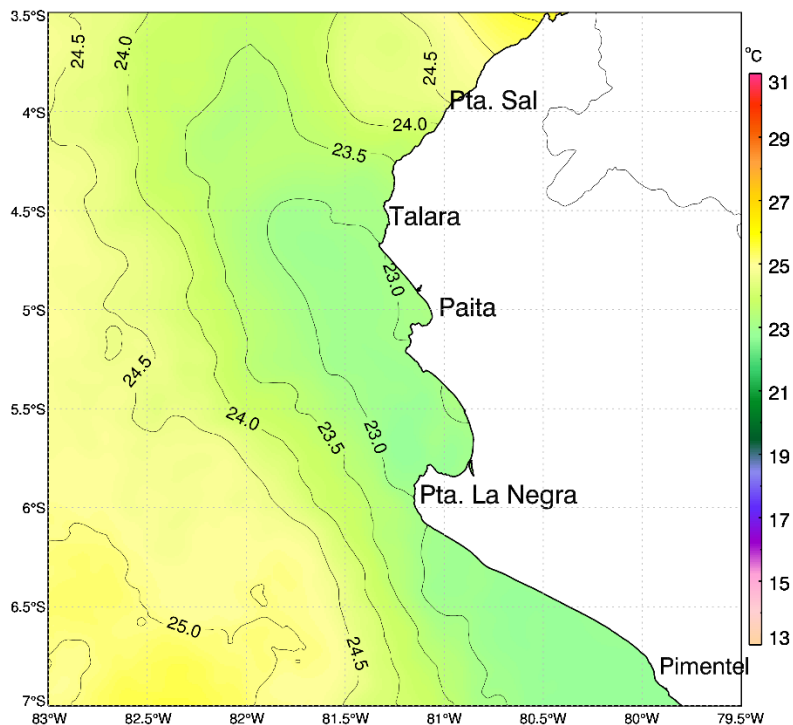 3.5°S
4°S
4.5°S
5°S
5.5°S
6°S
6.5°S
7°S
83°W
82.5°W
82°W
81.5°W
81°W
80.5°W
80°W
79.5°W
24.5
24.0
24.5
Pta. Sal
24.0
23.5
Talara
23.0
Paita
24.5
24.0
23.5
23.0
Pta. La Negra
25.0
24.5
Pimentel
°C
31
29
27
25
23
21
19
17
15
13